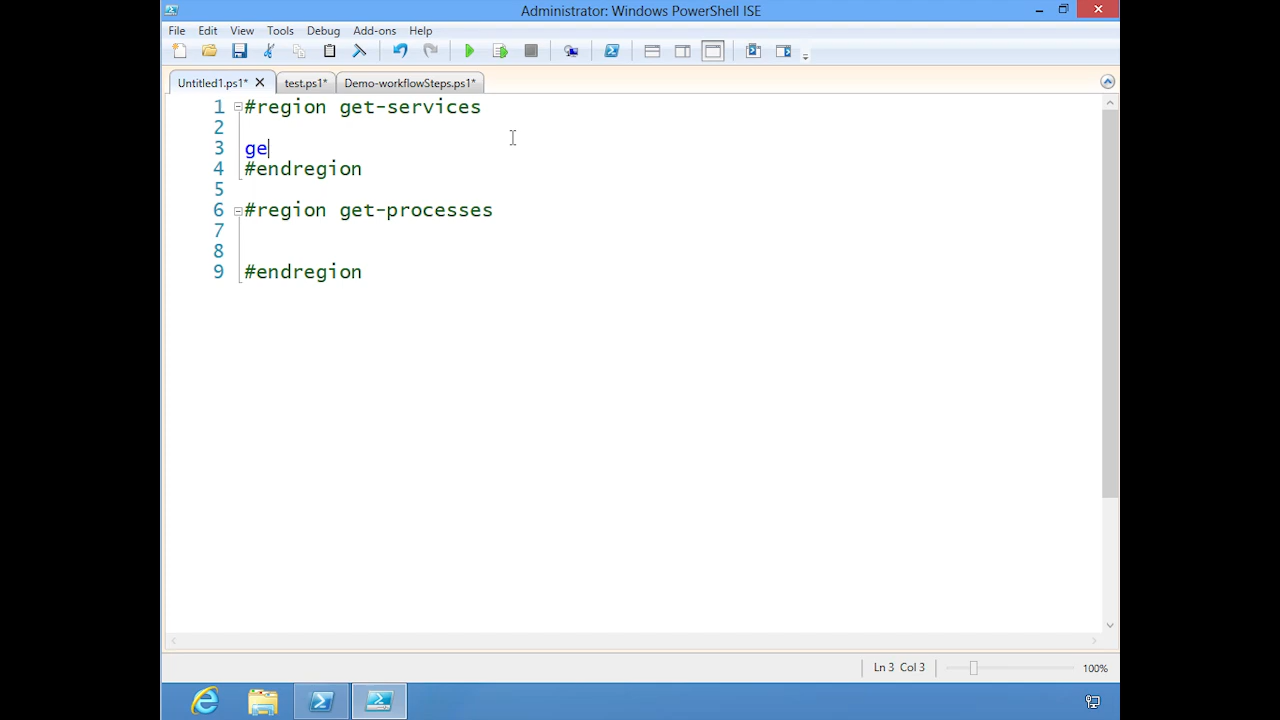 Administrator: Windows PowerShell ISE
File Edit View Tools Debug Add-ons Help
Untitled1.ps1* test.ps1* Demo-workflowSteps.ps1*
1 #region get-services
2
3 ge
4 #endregion
5
6 #region get-processes
7
8
9 #endregion
Ln 3 Col 3 100%